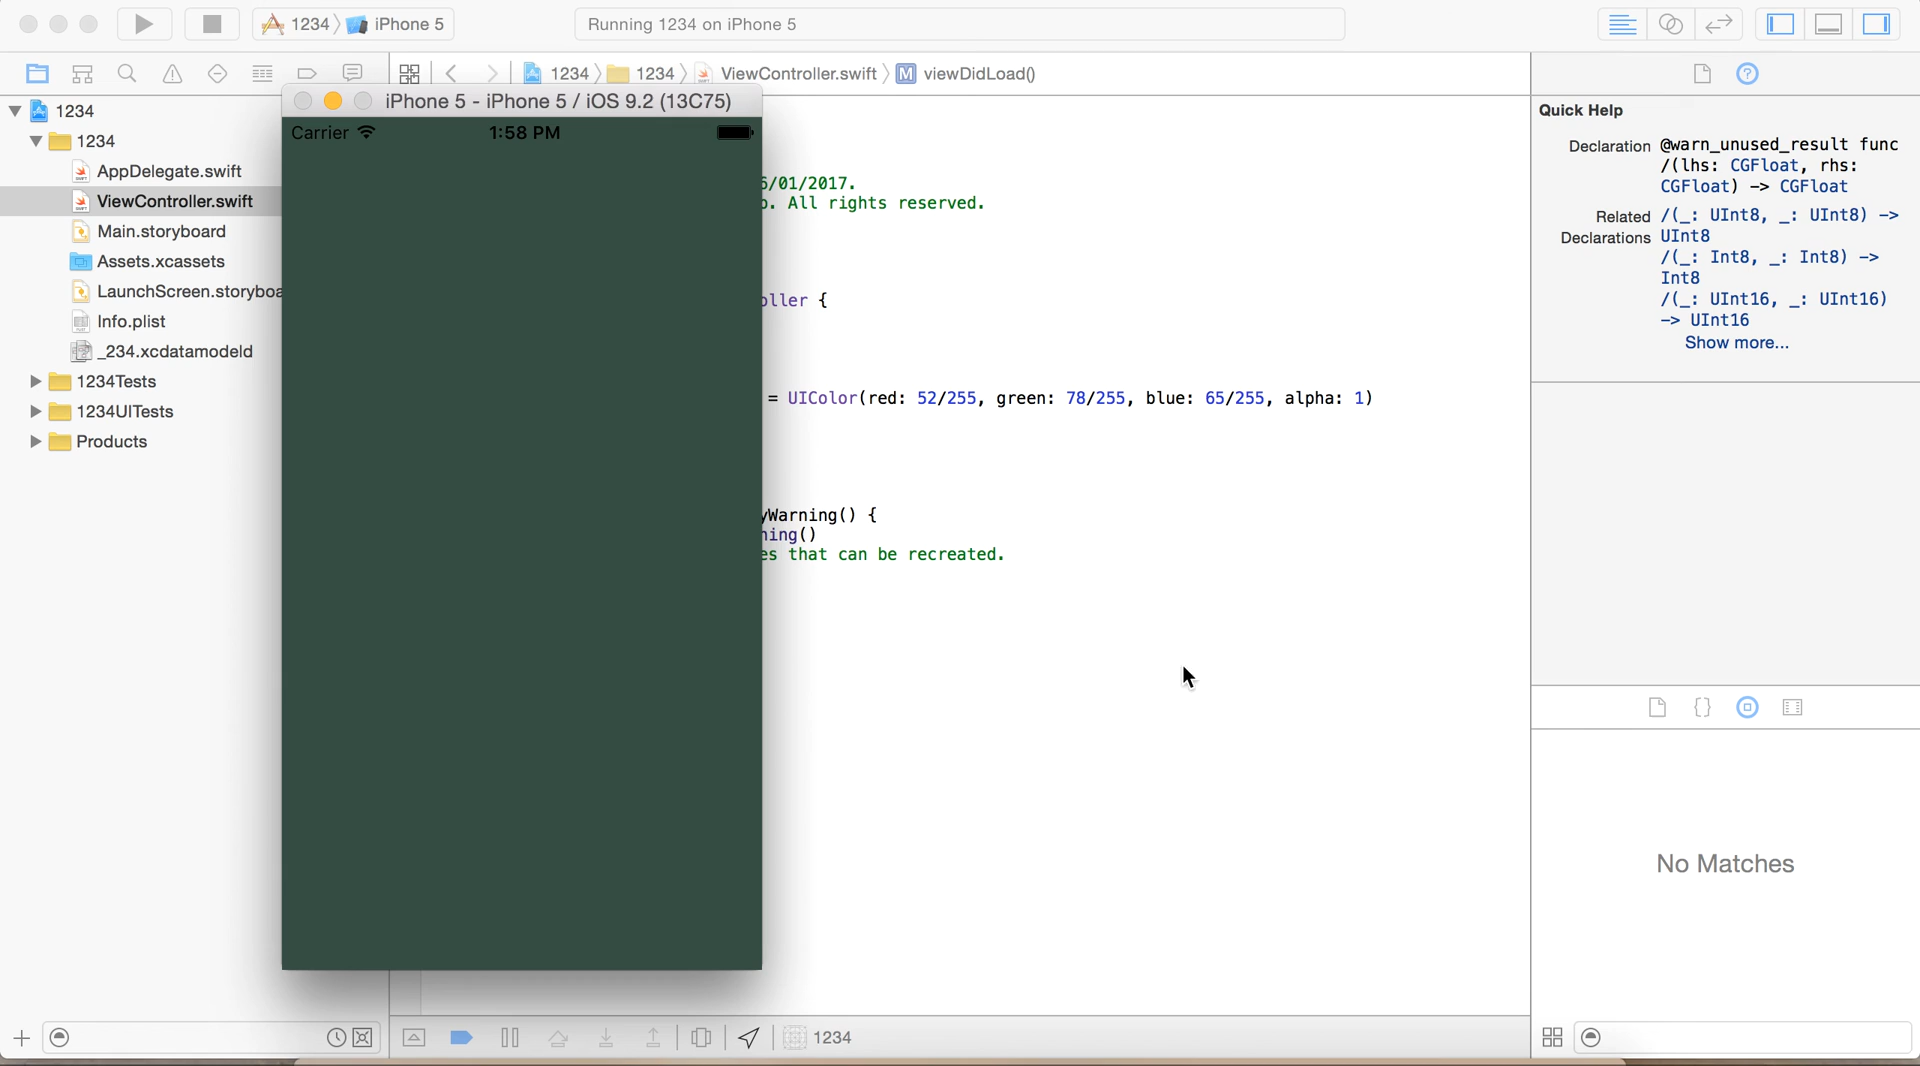 1234 iPhone 5
Running 1234 on iPhone 5
1234 1234 ViewController.swift M viewDidLoad()
1234
1234
AppDelegate.swift
ViewController.swift
Main.storyboard
Assets.xcassets
LaunchScreen.storyboa
Info.plist
_234.xcdatamodeld
1234Tests
1234UITests
Products
iPhone 5 - iPhone 5 / iOS 9.2 (13C75)
Carrier 1:58 PM
6/01/2017.
p. All rights reserved.
oller {
= UIColor(red: 52/255, green: 78/255, blue: 65/255, alpha: 1)
yWarning() {
ning()
es that can be recreated.
1234
Quick Help
Declaration @warn_unused_result func
/(lhs: CGFloat, rhs:
CGFloat) -> CGFloat
Related /(_: UInt8, _: UInt8) ->
Declarations UInt8
/(_: Int8, _: Int8) ->
Int8
/(_: UInt16, _: UInt16)
-> UInt16
Show more...
No Matches